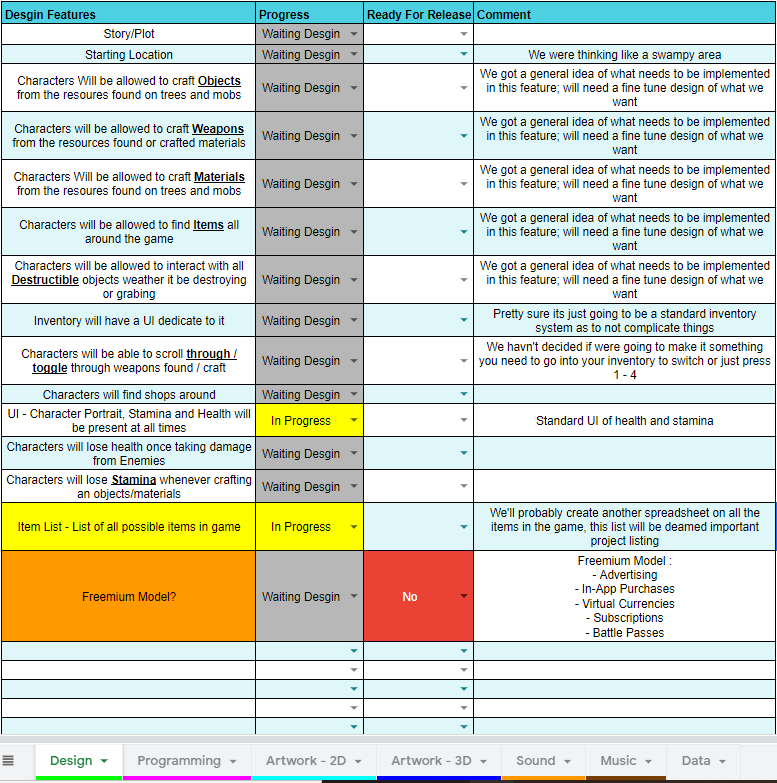 Desgin Features Progress Ready For Release Comment
Story/Plot Waiting Desgin
Starting Location Waiting Desgin We were thinking like a swampy area
Characters Will be allowed to craft Objects
from the resoures found on trees and mobs
Waiting Desgin
We got a general idea of what needs to be implemented
in this feature; will need a fine tune design of what we
want
Characters will be allowed to craft Weapons
from the resources found or crafted materials
Waiting Desgin
We got a general idea of what needs to be implemented
in this feature; will need a fine tune design of what we
want
Characters Will be allowed to craft Materials
from the resoures found on trees and mobs
Waiting Desgin
We got a general idea of what needs to be implemented
in this feature; will need a fine tune design of what we
want
Characters will be allowed to find Items all
around the game
Waiting Desgin
We got a general idea of what needs to be implemented
in this feature; will need a fine tune design of what we
want
Characters will be allowed to interact with all
Destructible objects weather it be destroying
or grabing
Waiting Desgin
We got a general idea of what needs to be implemented
in this feature; will need a fine tune design of what we
want
Inventory will have a UI dedicate to it
Waiting Desgin
Pretty sure its just going to be a standard inventory
system as to not complicate things
Characters will be able to scroll through /
toggle through weapons found / craft
Waiting Desgin
We havn't decided if were going to make it something
you need to go into your inventory to switch or just press
1 - 4
Characters will find shops around Waiting Desgin
UI - Character Portrait, Stamina and Health will
be present at all times
In Progress
Standard UI of health and stamina
Characters will lose health once taking damage
from Enemies
Waiting Desgin
Characters will lose Stamina whenever crafting
an objects/materials
Waiting Desgin
Item List - List of all possible items in game
In Progress
We'll probably create another spreadsheet on all the
items in the game, this list will be deamed important
project listing
Freemium Model?
Waiting Desgin
No
Freemium Model :
- Advertising
- In-App Purchases
- Virtual Currencies
- Subscriptions
- Battle Passes
Design Programming Artwork - 2D Artwork - 3D Sound Music Data